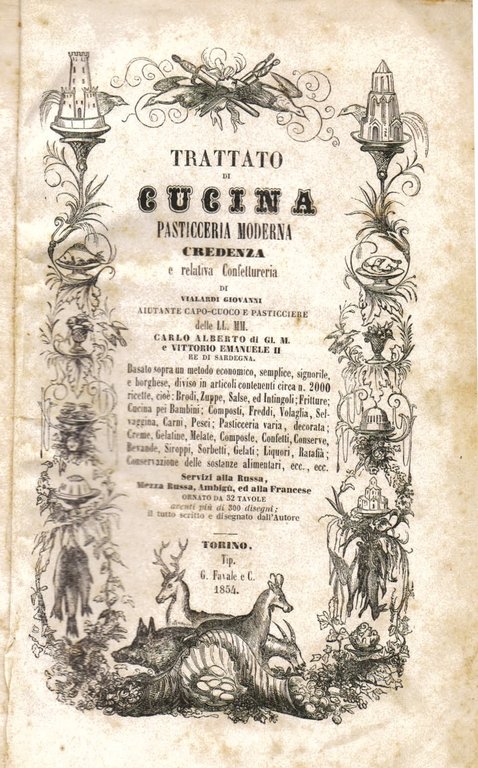 TRATTATO
DI
CUCINA
PASTICCERIA MODERNA
CREDENZA
e relativa Confettureria
DI
VIALARDI GIOVANNI
AIUTANTE CAPO-CUOCO E PASTICCIERE
delle LL. MM.
CARLO ALBERTO di Gl. M.
e VITTORIO EMANUELE II
RE DI SARDEGNA.
Basato sopra un metodo economico, semplice, signorile,
e borghese, diviso in articoli contenenti circa n. 2000
ricette, cioè: Brodi, Zuppe, Salse, ed Intingoli; Fritture;
Cucina pei Bambini; Composti, Freddi, Volaglia, Sel-
vaggina, Carni, Pesci; Pasticceria varia, decorata;
Creme, Gelatine, Melate, Composte, Confetti, Conserve,
Bevande, Siroppi, Sorbetti, Gelati; Liquori, Ratafià;
Conservazione delle sostanze alimentari, ecc., ecc.
Servizi alla Russa,
Mezza Russa, Ambigù, ed alla Francese
ORNATO DA 32 TAVOLE
aventi più di 300 disegni;
il tutto scritto e disegnato dall'Autore
TORINO,
Tip.
G. Favale e C.
1854.